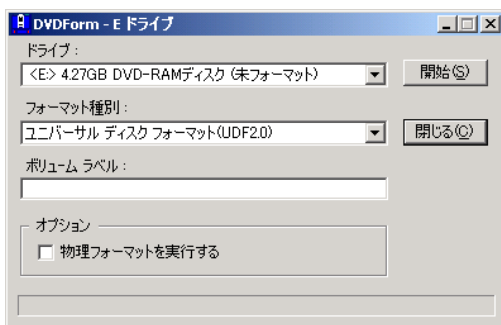 DVDForm - E ドライブ
ドライブ :
<E:> 4.27GB DVD-RAMディスク (未フォーマット)
開始(S)
フォーマット種別 :
ユニバーサル ディスク フォーマット(UDF2.0)
閉じる(C)
ボリューム ラベル :
オプション
物理フォーマットを実行する